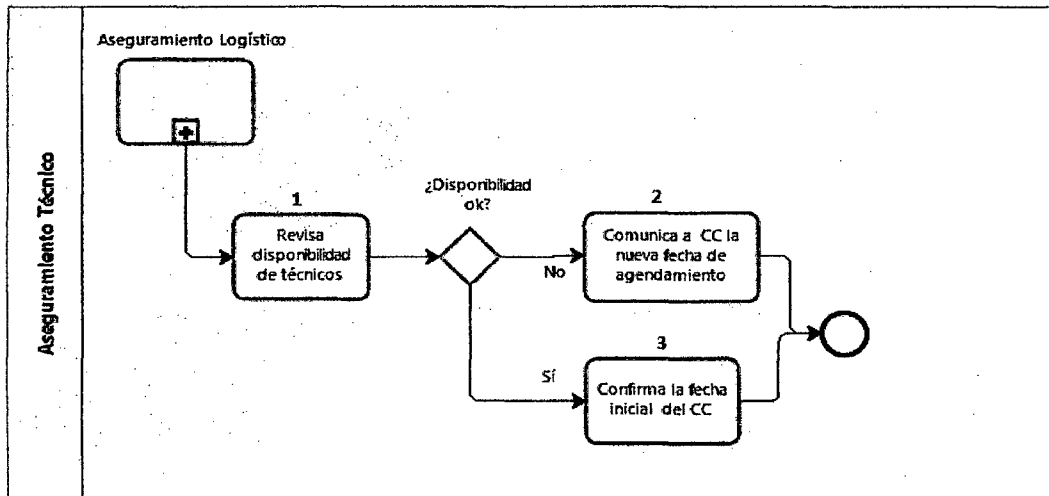 Aseguramiento Técnico
Aseguramiento Logístico
1
Revisa
disponibilidad
de técnicos
¿Disponibilidad
ok?
No
2
Comunica a CC la
nueva fecha de
agendamiento
Sí
3
Confirma la fecha
inicial del CC